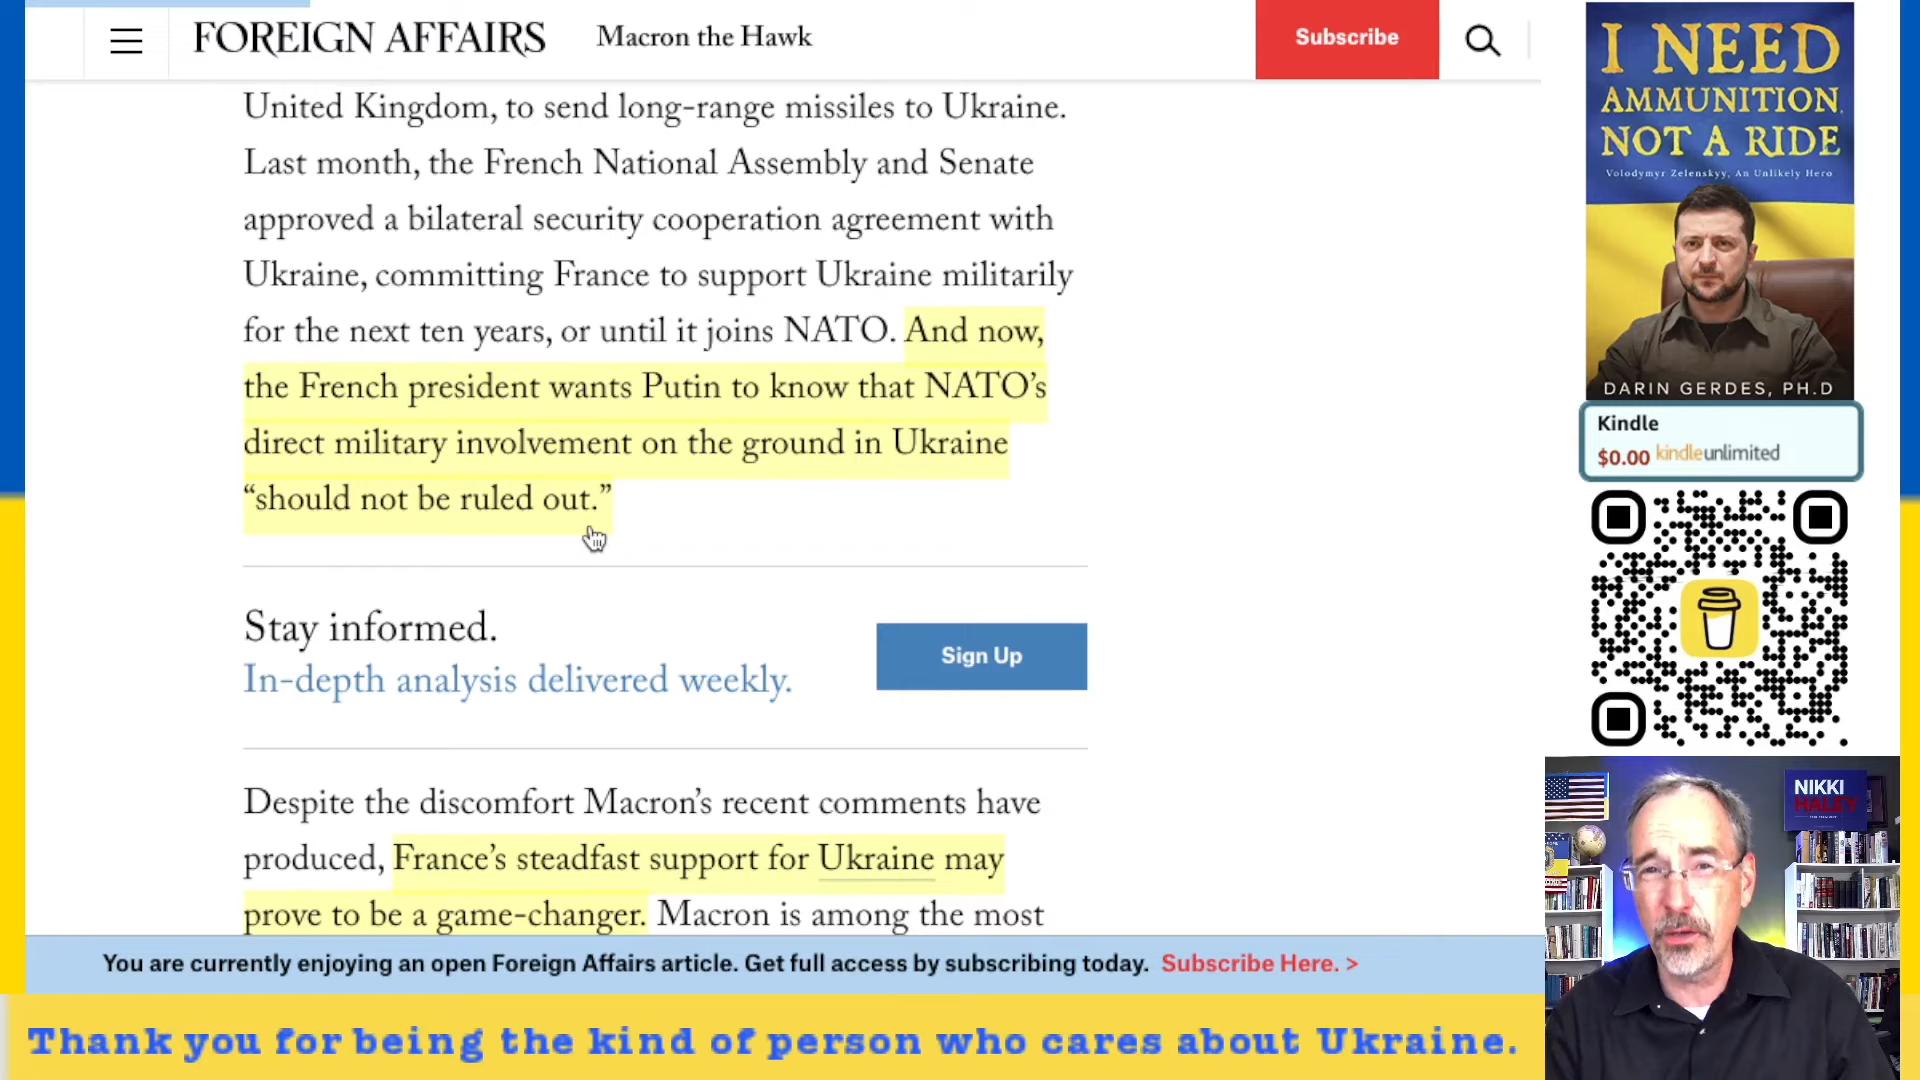 FOREIGN AFFAIRS
Macron the Hawk
Subscribe
United Kingdom, to send long-range missiles to Ukraine.
Last month, the French National Assembly and Senate
approved a bilateral security cooperation agreement with
Ukraine, committing France to support Ukraine militarily
for the next ten years, or until it joins NATO. And now,
the French president wants Putin to know that NATO’s
direct military involvement on the ground in Ukraine
“should not be ruled out.”
Stay informed.
In-depth analysis delivered weekly.
Sign Up
Despite the discomfort Macron’s recent comments have
produced, France’s steadfast support for Ukraine may
prove to be a game-changer. Macron is among the most
You are currently enjoying an open Foreign Affairs article. Get full access by subscribing today. Subscribe Here. >
Thank you for being the kind of person who cares about Ukraine.
I NEED
AMMUNITION,
NOT A RIDE
Volodymyr Zelenskyy, An Unlikely Hero
DARIN GERDES, PH.D
Kindle
$0.00 kindleunlimited
NIKKI
HALEY